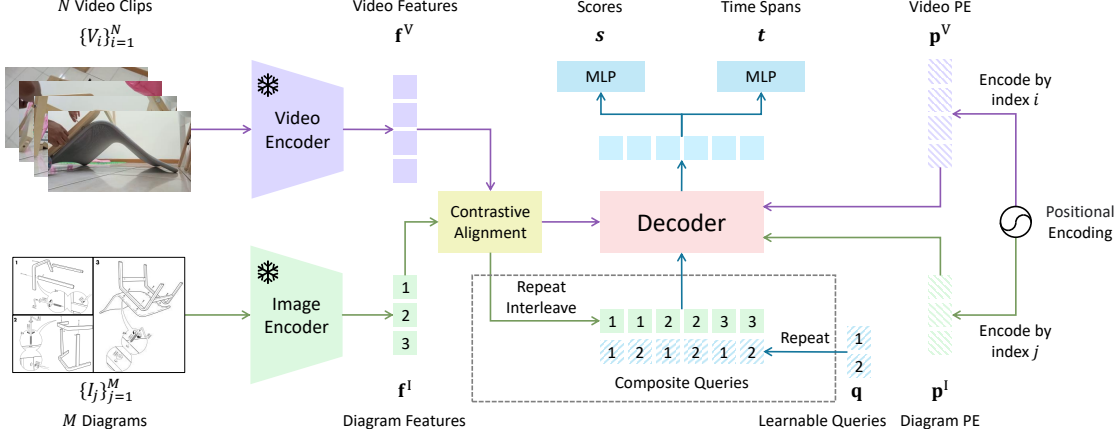 N Video Clips
Video Features
Scores
Time Spans
Video PE
{V_i}_{i=1}^N
f^V
s
t
p^V
MLP
MLP
Encode by
index i
Video
Encoder
Contrastive
Alignment
Decoder
Positional
Encoding
1
2
3
Image
Encoder
1
2
3
Repeat
Interleave
1 1 2 2 3 3
1 2 1 2 1 2
Repeat
1
2
Composite Queries
Encode by
index j
{I_j}_{j=1}^M
f^I
q
p^I
M Diagrams
Diagram Features
Learnable Queries
Diagram PE